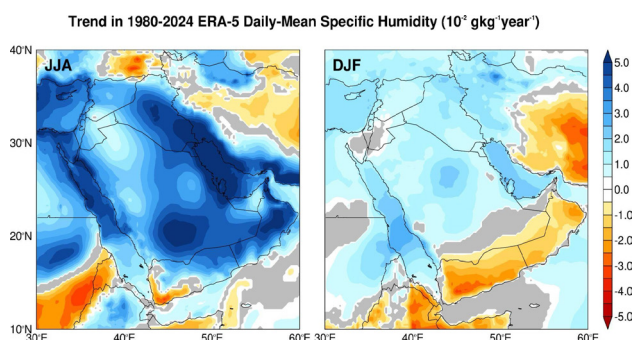 Trend in 1980-2024 ERA-5 Daily-Mean Specific Humidity (10⁻² gkg⁻¹year⁻¹)
JJA
DJF
40°N
30°N
20°N
10°N
30°E 40°E 50°E 60°E
30°E 40°E 50°E 60°E
5.0
4.0
3.0
2.0
1.0
0.0
-1.0
-2.0
-3.0
-4.0
-5.0